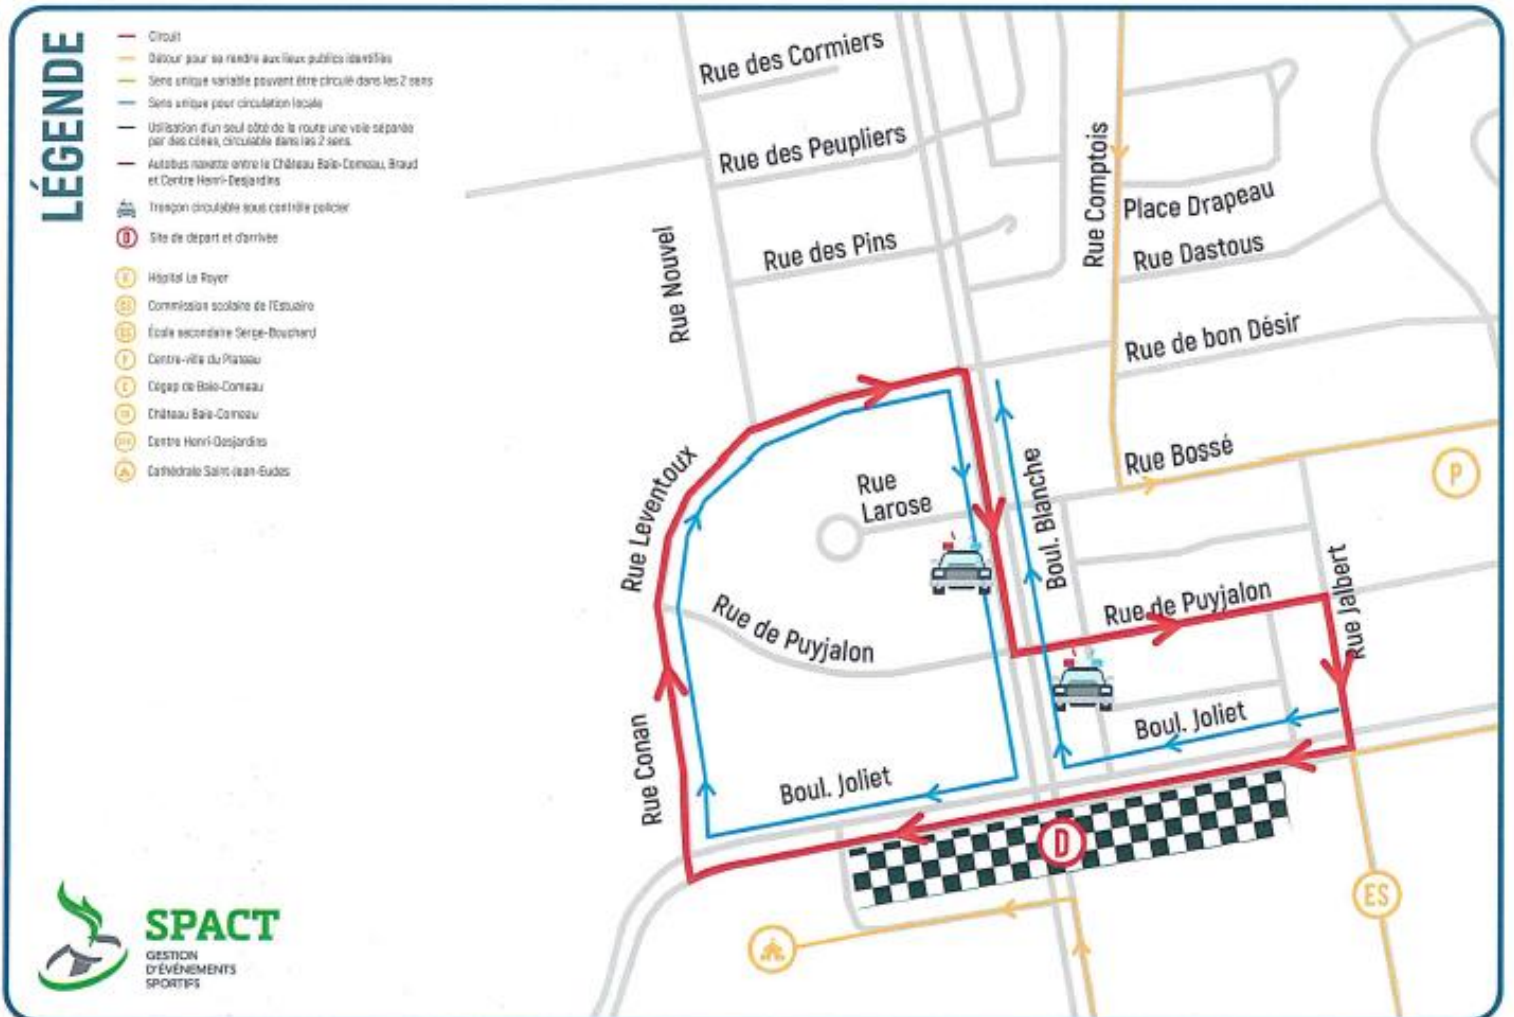 LÉGENDE
Circuit
Détour pour se rendre aux lieux publics identifiés
Sens unique variable pouvant être circulé dans les 2 sens
Sens unique pour circulation locale
Utilisation d'un seul côté de la route une voie séparée
par des cônes, circulable dans les 2 sens.
Autobus navette entre le Château Baie-Comeau, Braud
et Centre Henri-Desjardins
Tronçon circulable sous contrôle policier
D Site de départ et d'arrivée
Hôpital Le Royer
Commission scolaire de l'Estuaire
ES École secondaire Serge-Bouchard
P Centre-ville du Plateau
C Cégep de Baie-Comeau
Château Baie-Comeau
Centre Henri-Desjardins
Cathédrale Saint-Jean-Eudes
Rue des Cormiers
Rue des Peupliers
Rue des Pins
Rue Nouvel
Rue Comptois
Place Drapeau
Rue Dastous
Rue de bon Désir
Rue Bossé
P
Rue Leventoux
Rue
Larose
Boul. Blanche
Rue de Puyjalon
Rue de Puyjalon
Rue Jalbert
Rue Conan
Boul. Joliet
Boul. Joliet
D
ES
SPACT
GESTION
D'ÉVÉNEMENTS
SPORTIFS